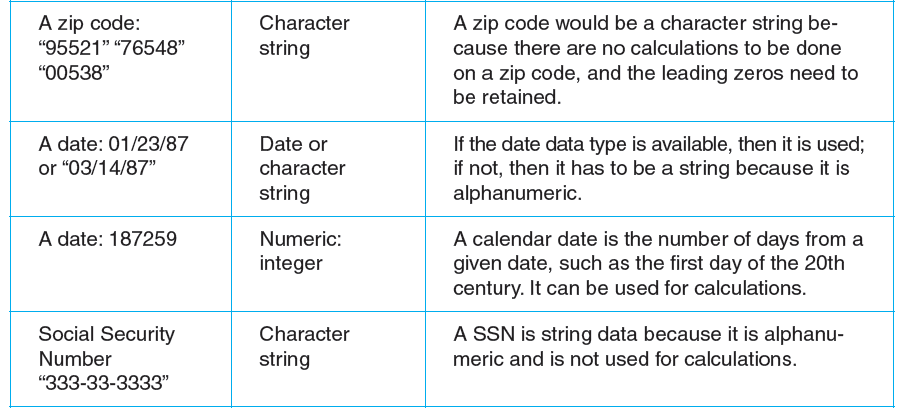 A zip code:
“95521” “76548”
“00538”
Character
string
A zip code would be a character string be-
cause there are no calculations to be done
on a zip code, and the leading zeros need to
be retained.
A date: 01/23/87
or “03/14/87”
Date or
character
string
If the date data type is available, then it is used;
if not, then it has to be a string because it is
alphanumeric.
A date: 187259
Numeric:
integer
A calendar date is the number of days from a
given date, such as the first day of the 20th
century. It can be used for calculations.
Social Security
Number
“333-33-3333”
Character
string
A SSN is string data because it is alphanu-
meric and is not used for calculations.